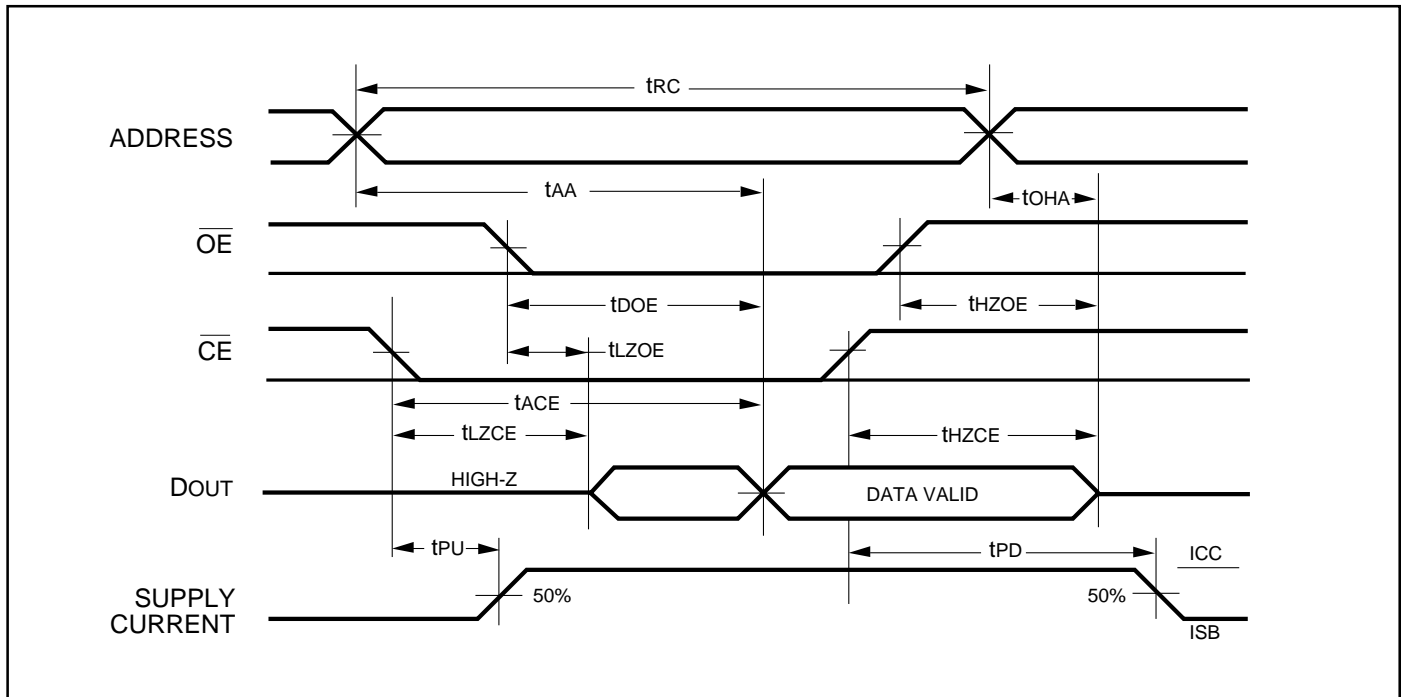 tRC
ADDRESS
tAA
tOHA
OE
tDOE
tHZOE
CE
tLZOE
tACE
tLZCE
tHZCE
DOUT
HIGH-Z
DATA VALID
tPU
tPD
ICC
SUPPLY
CURRENT
50%
50%
ISB